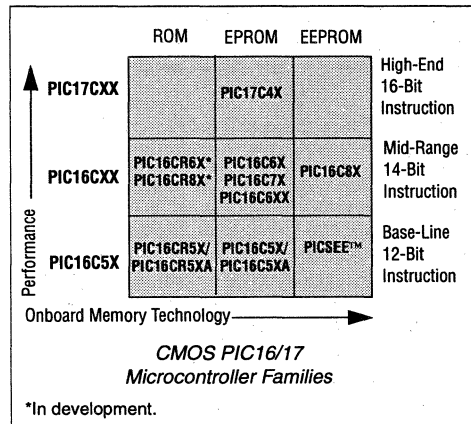 ROM EPROM EEPROM
PIC17CXX
PIC17C4X
High-End
16-Bit
Instruction
PIC16CXX
PIC16CR6X*
PIC16CR8X*
PIC16C6X
PIC16C7X
PIC16C6XX
PIC16C8X
Mid-Range
14-Bit
Instruction
PIC16C5X
PIC16CR5X/
PIC16CR5XA
PIC16C5X/
PIC16C5XA
PICSEE™
Base-Line
12-Bit
Instruction
Performance
Onboard Memory Technology
CMOS PIC16/17
Microcontroller Families
*In development.